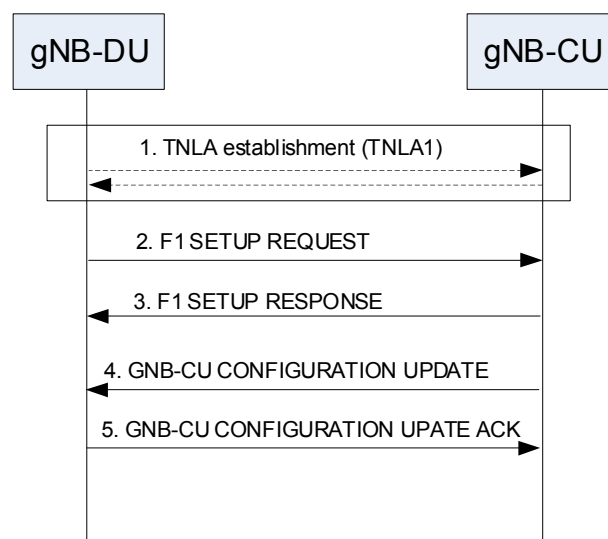 gNB-DU
gNB-CU
1. TNLA establishment (TNLA1)
2. F1 SETUP REQUEST
3. F1 SETUP RESPONSE
4. GNB-CU CONFIGURATION UPDATE
5. GNB-CU CONFIGURATION UPATE ACK